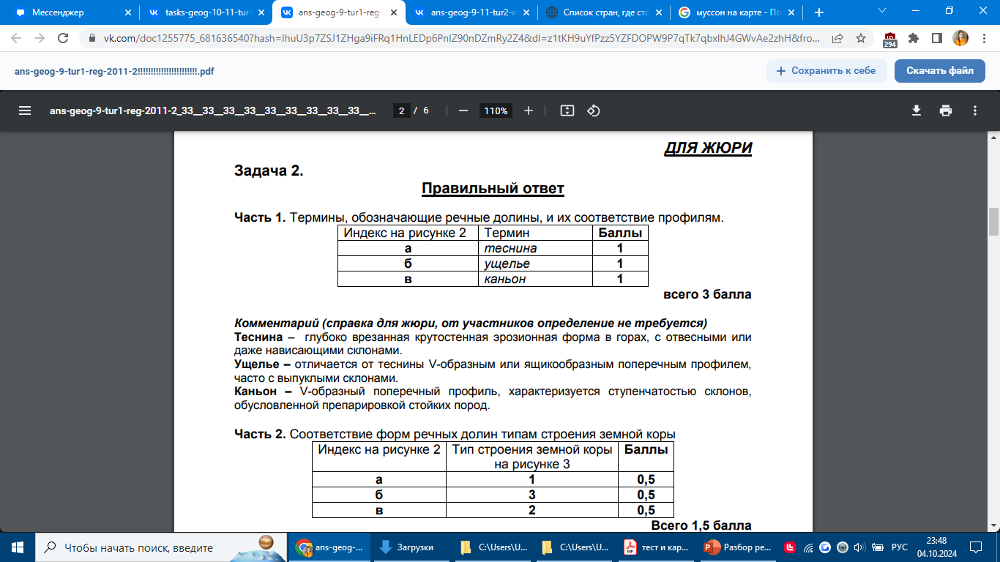 Мессенджер
tasks-geog-10-11-tur1
ans-geog-9-tur1-reg-
ans-geog-9-11-tur2-r
Список стран, где сто
муссон на карте - По
vk.com/doc1255775_681636540?hash=IhuU3p7ZSJ1ZHga9iFRq1HnLEDp6PnIZ90nDZmRy2Z4&dl=z1tKH9uYfPzz5YZFDOPW9P7qTk7qbxIhJ4GWvAe2zhH&fro...
294
ans-geog-9-tur1-reg-2011-2!!!!!!!!!!!!!!!!!!!!!!!.pdf
+ Сохранить к себе
Скачать файл
ans-geog-9-tur1-reg-2011-2_33__33__33__33__33__33__33__33__33__...
2 / 6
110%
ДЛЯ ЖЮРИ
Задача 2.
Правильный ответ
Часть 1. Термины, обозначающие речные долины, и их соответствие профилям.
Индекс на рисунке 2 Термин Баллы
а теснина 1
б ущелье 1
в каньон 1
всего 3 балла
Комментарий (справка для жюри, от участников определение не требуется)
Теснина – глубоко врезанная крутостенная эрозионная форма в горах, с отвесными или
даже нависающими склонами.
Ущелье – отличается от теснины V-образным или ящикообразным поперечным профилем,
часто с выпуклыми склонами.
Каньон – V-образный поперечный профиль, характеризуется ступенчатостью склонов,
обусловленной препарировкой стойких пород.
Часть 2. Соответствие форм речных долин типам строения земной коры
Индекс на рисунке 2 Тип строения земной коры Баллы
на рисунке 3
а 1 0,5
б 3 0,5
в 2 0,5
Всего 1,5 балла
Чтобы начать поиск, введите
ans-geog-...
Загрузки
C:\Users\U...
C:\Users\U...
тест и кар...
Разбор ре...
РУС
23:48
04.10.2024